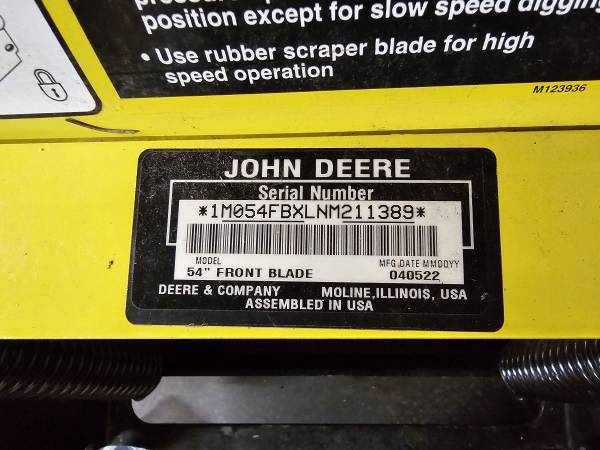 position except for slow speed digging
• Use rubber scraper blade for high
speed operation
M123936
JOHN DEERE
Serial Number
*1M054FBXLNM211389*
MODEL MFG.DATE MMDDYY
54" FRONT BLADE 040522
DEERE & COMPANY MOLINE, ILLINOIS, USA
ASSEMBLED IN USA